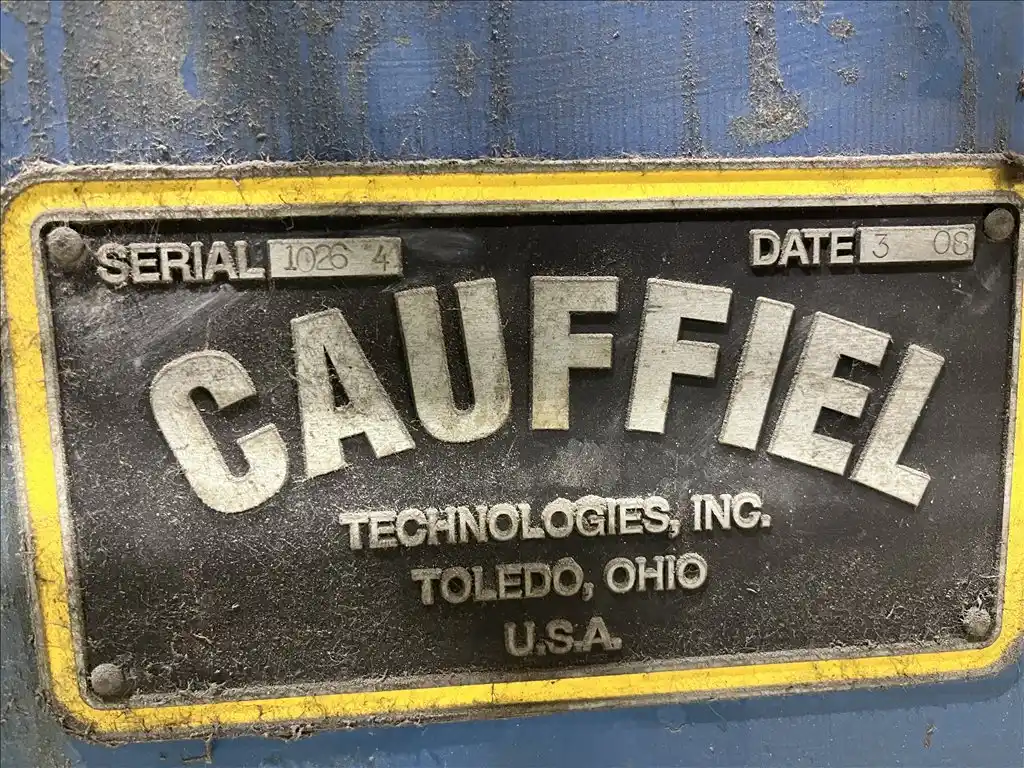 SERIAL 1026 4 DATE 3 08
CAUFFIEL
TECHNOLOGIES, INC.
TOLEDO, OHIO
U.S.A.